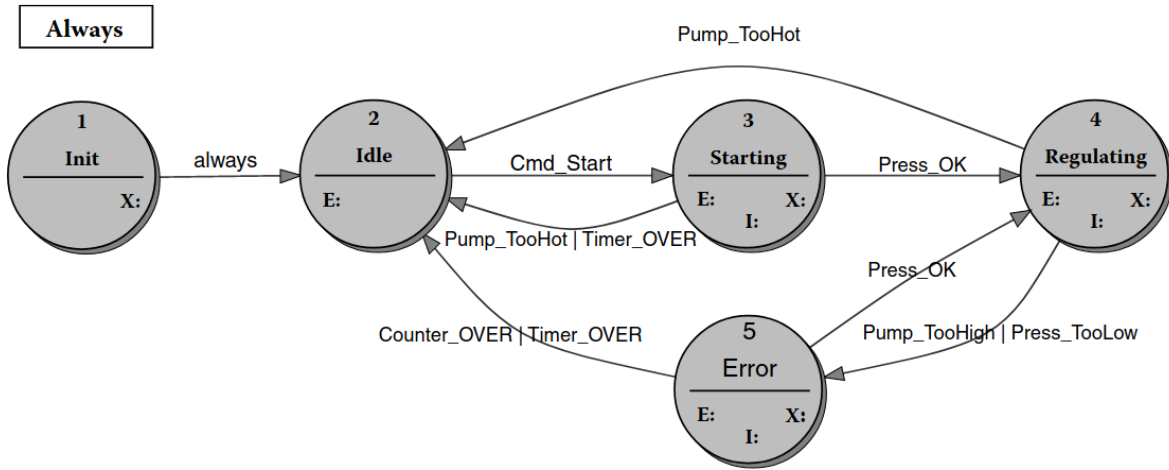 Always
Pump_TooHot
1
Init
X:
always
2
Idle
E:
Cmd_Start
3
Starting
E: X:
I:
Press_OK
4
Regulating
E: X:
I:
Pump_TooHot | Timer_OVER
Press_OK
Counter_OVER | Timer_OVER
Pump_TooHigh | Press_TooLow
5
Error
E: X:
I: